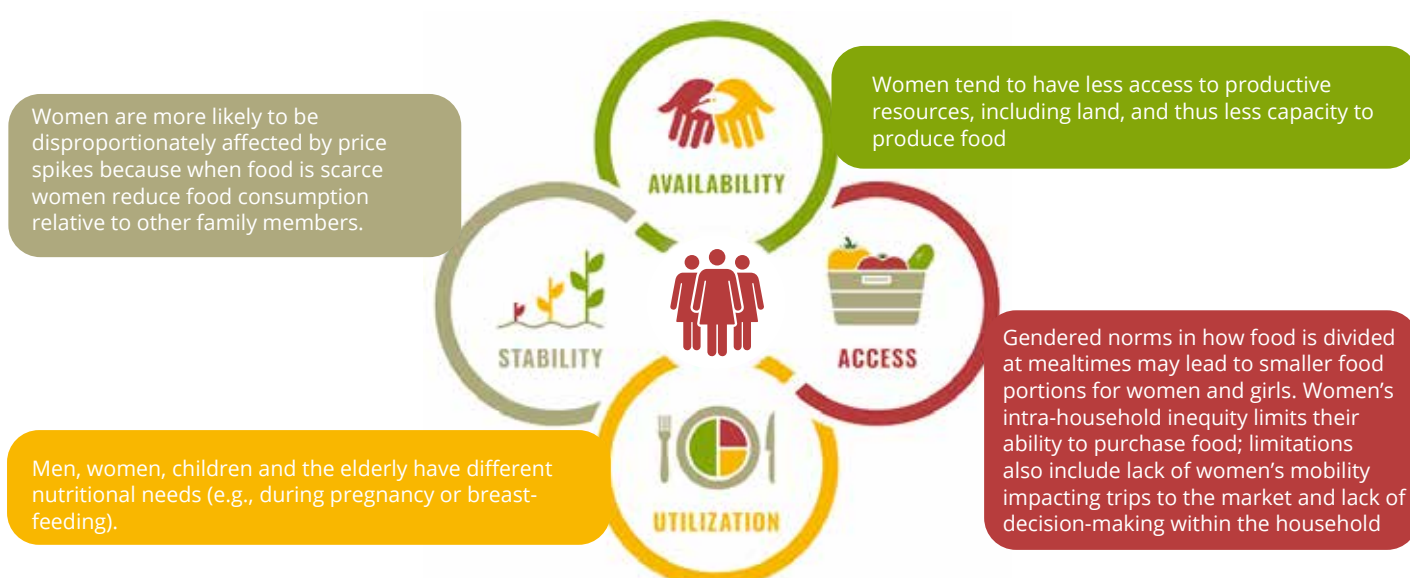 Women tend to have less access to productive
resources, including land, and thus less capacity to
produce food
Women are more likely to be
disproportionately affected by price
spikes because when food is scarce
women reduce food consumption
relative to other family members.
AVAILABILITY
STABILITY
ACCESS
Gendered norms in how food is divided
at mealtimes may lead to smaller food
portions for women and girls. Women’s
intra-household inequity limits their
ability to purchase food; limitations
also include lack of women’s mobility
impacting trips to the market and lack of
decision-making within the household
Men, women, children and the elderly have different
nutritional needs (e.g., during pregnancy or breast-
feeding).
UTILIZATION